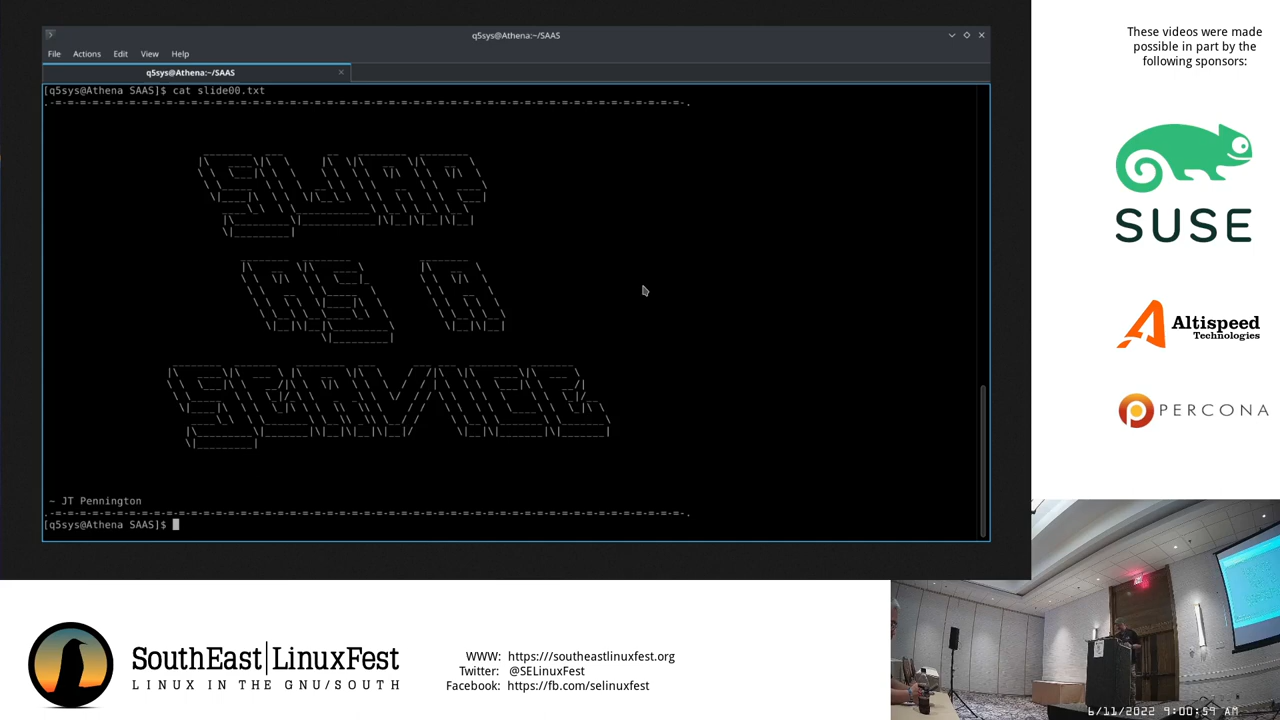 q5sys@Athena:~/SAAS
File Actions Edit View Help
q5sys@Athena:~/SAAS
[q5sys@Athena SAAS]$ cat slide00.txt
SWAP
AS A
SERVICE
~ JT Pennington
[q5sys@Athena SAAS]$
These videos were made
possible in part by the
following sponsors:
SUSE
Altispeed
Technologies
PERCONA
SouthEast|LinuxFest
LINUX IN THE GNU/SOUTH
WWW: https:///southeastlinuxfest.org
Twitter: @SELinuxFest
Facebook: https://fb.com/selinuxfest
6/11/2022 9:00:59 AM